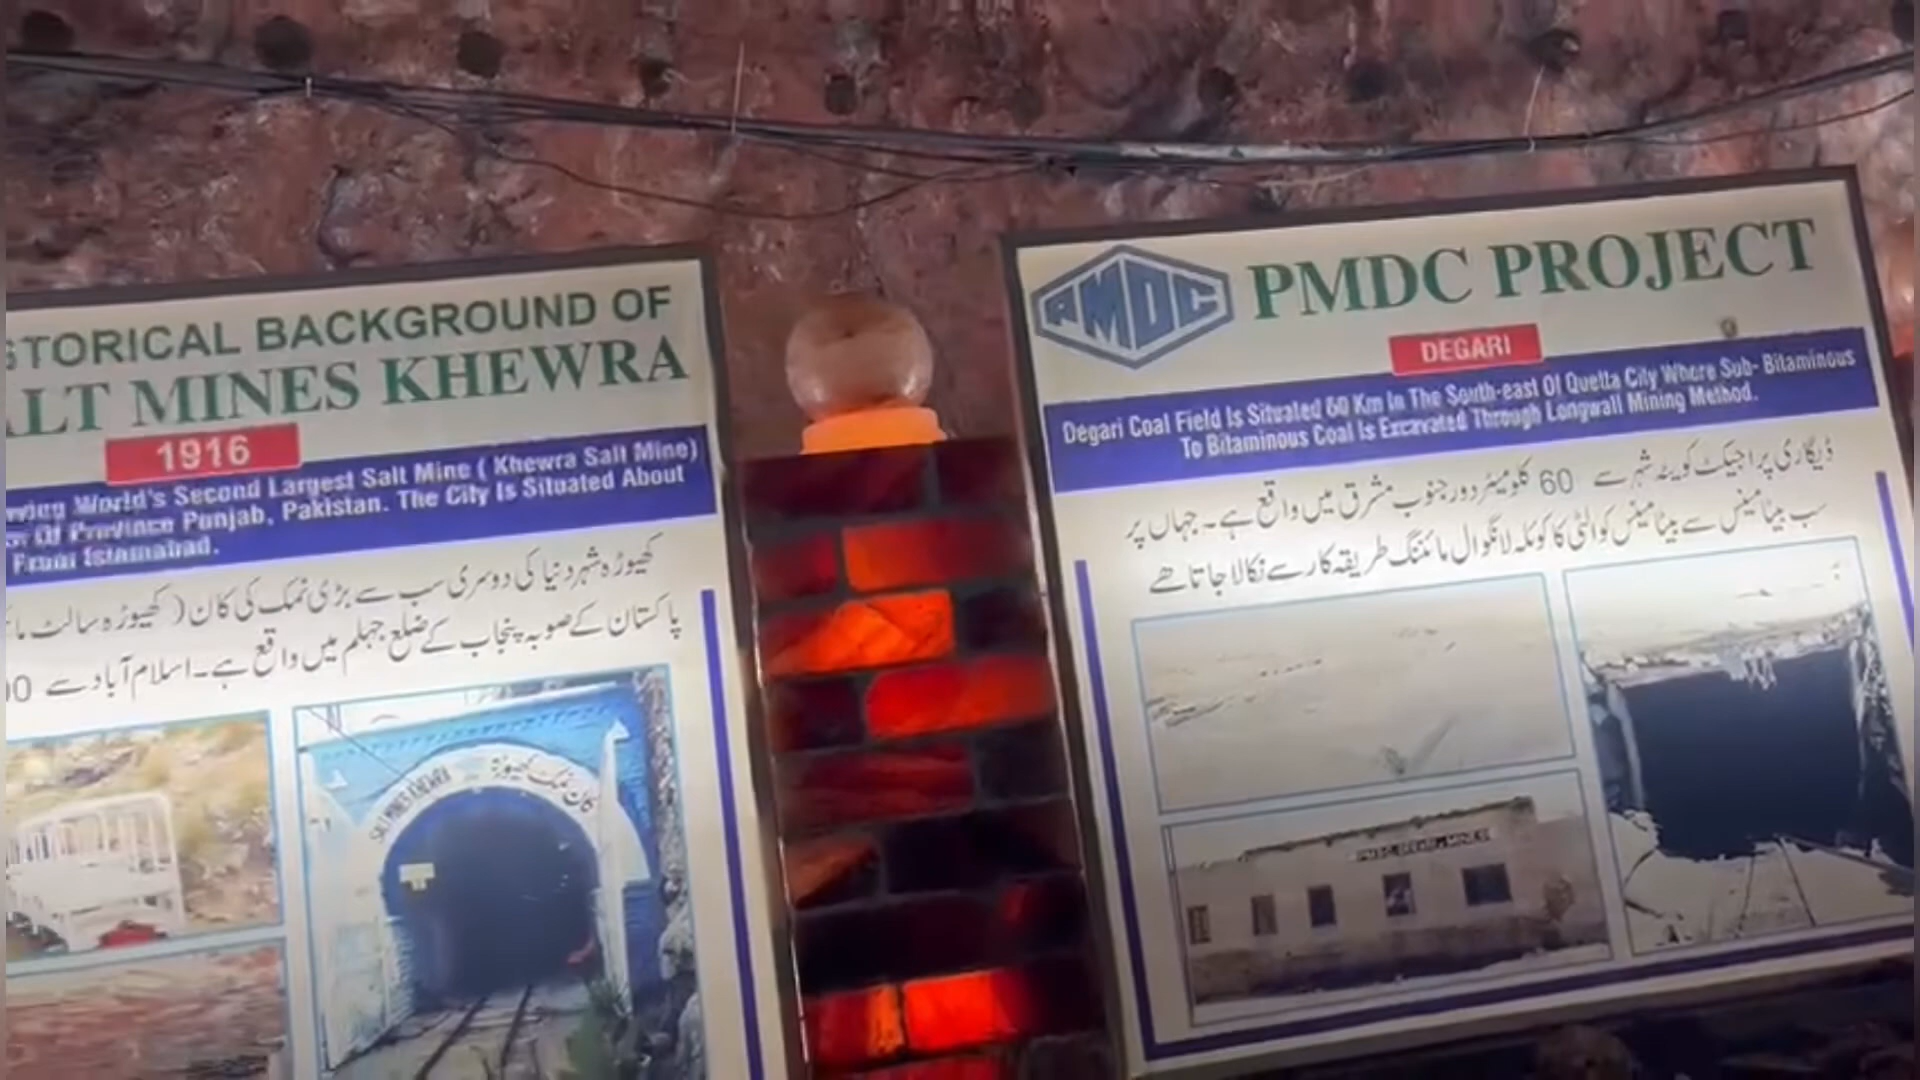 STORICAL BACKGROUND OF
ALT MINES KHEWRA
1916
World's Second Largest Salt Mine ( Khewra Salt Mine)
Of Province Punjab, Pakistan. The City Is Situated About
From Islamabad.
کھیوڑہ شہر دنیا کی دوسری سب سے بڑی نمک کی کان ( کھیوڑہ سالٹ
پاکستان کے صوبہ پنجاب کے ضلع جہلم میں واقع ہے۔ اسلام آباد سے
SALT MINES KHEWRA کان نمک کھیوڑہ
PMDC
PMDC PROJECT
DEGARI
Degari Coal Field Is Situated 60 Km In The South-east Of Quetta City Where Sub- Bitaminous
To Bitaminous Coal Is Excavated Through Longwall Mining Method.
ڈیگاری پراجیکٹ کویٹہ شہر سے 60 کلومیٹر دور جنوب مشرق میں واقع ہے۔ جہاں پر
سب بیٹامینس سے بیٹامینس کوالٹی کا کوئلہ لانگوال مائننگ طریقہ کار سے نکالا جاتا ھے